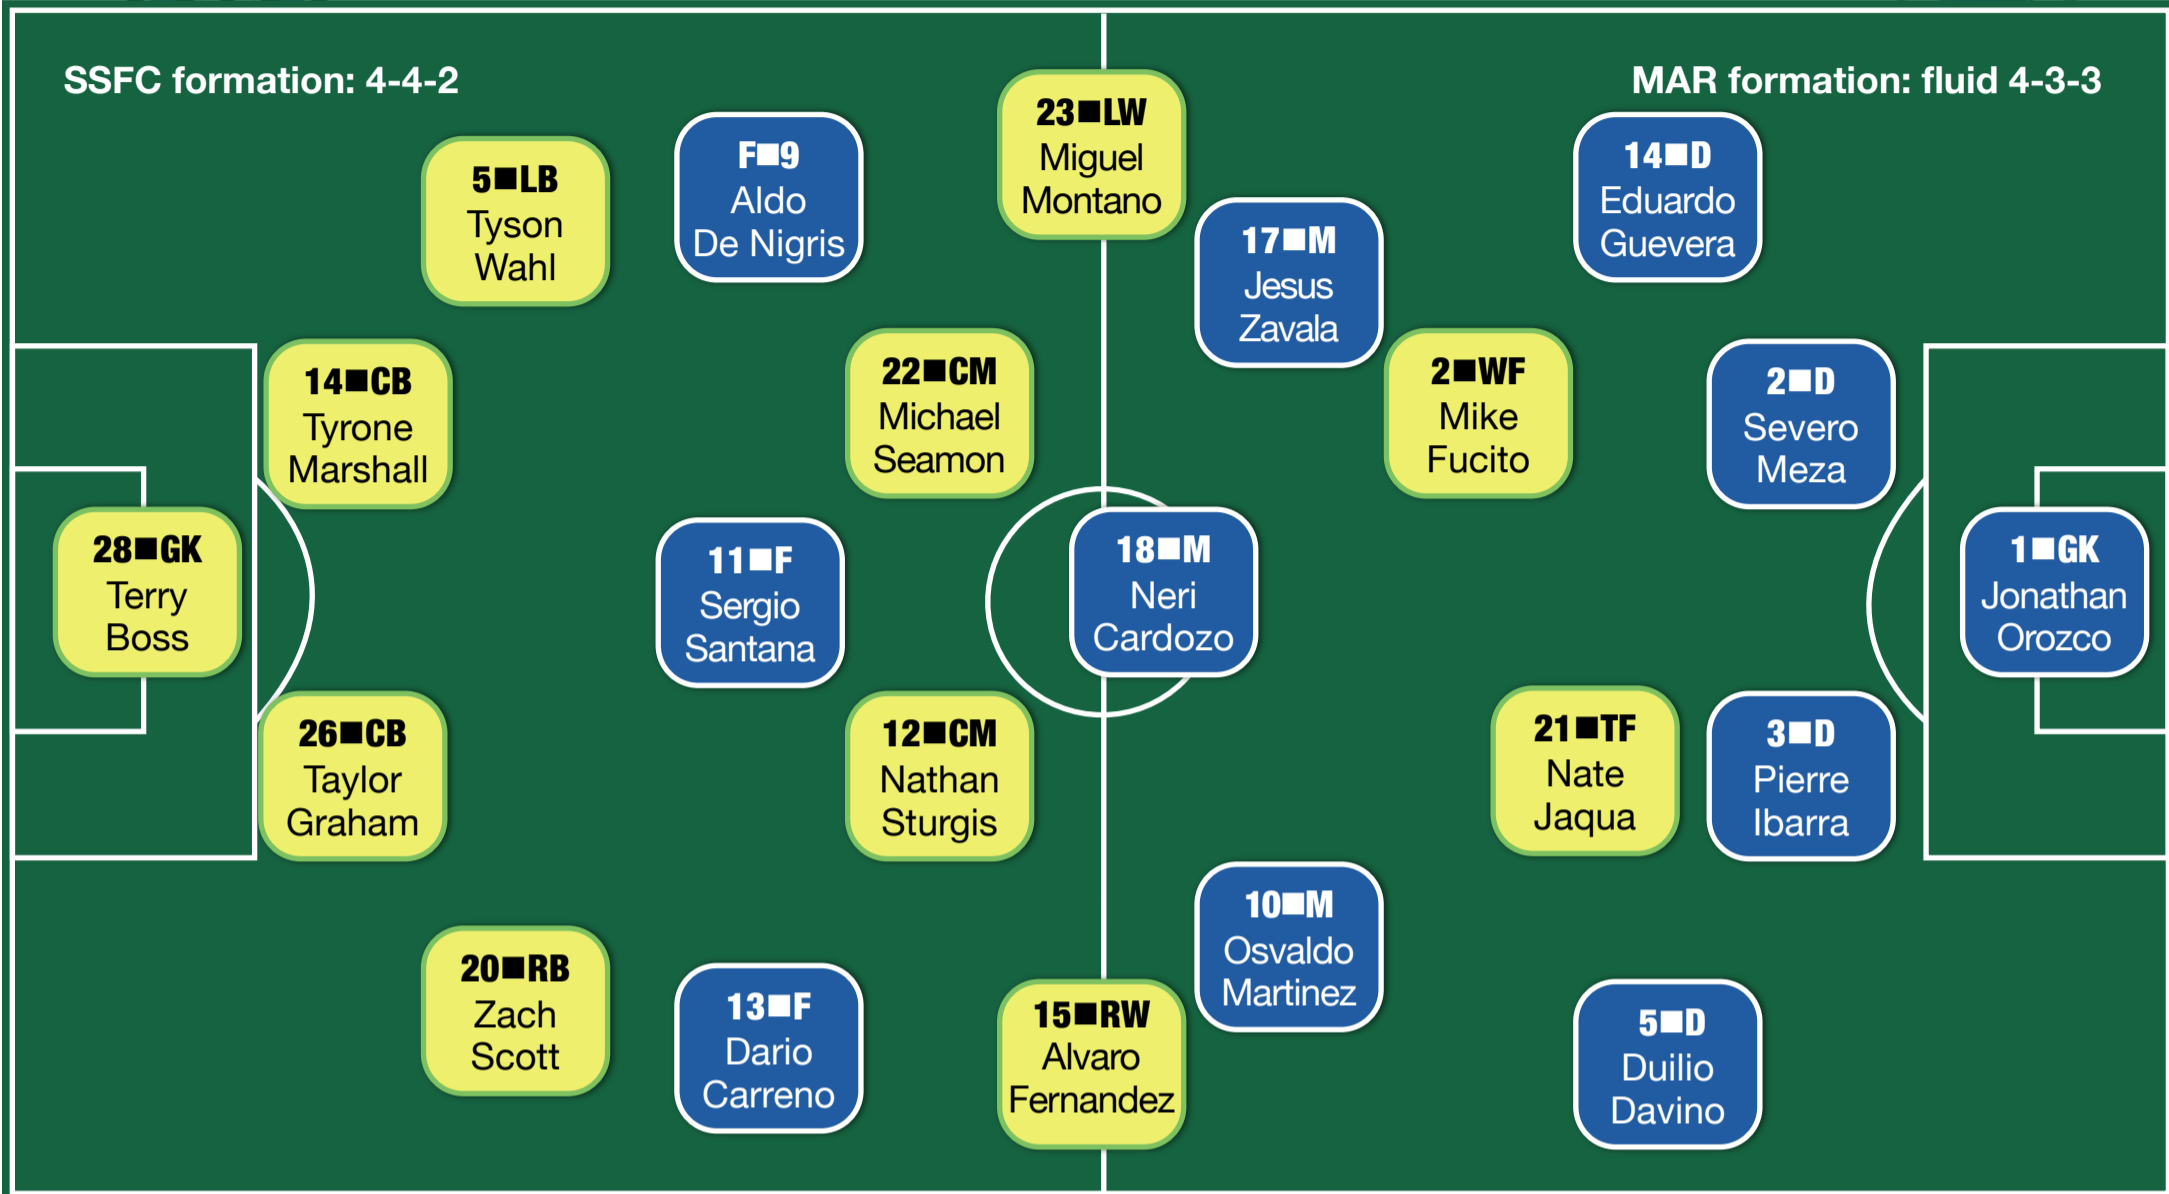 SSFC formation: 4-4-2
MAR formation: fluid 4-3-3
28■GK
Terry
Boss
14■CB
Tyrone
Marshall
26■CB
Taylor
Graham
5■LB
Tyson
Wahl
20■RB
Zach
Scott
F■9
Aldo
De Nigris
11■F
Sergio
Santana
13■F
Dario
Carreno
22■CM
Michael
Seamon
12■CM
Nathan
Sturgis
23■LW
Miguel
Montano
18■M
Neri
Cardozo
15■RW
Alvaro
Fernandez
17■M
Jesus
Zavala
10■M
Osvaldo
Martinez
2■WF
Mike
Fucito
21■TF
Nate
Jaqua
14■D
Eduardo
Guevera
2■D
Severo
Meza
3■D
Pierre
Ibarra
5■D
Duilio
Davino
1■GK
Jonathan
Orozco